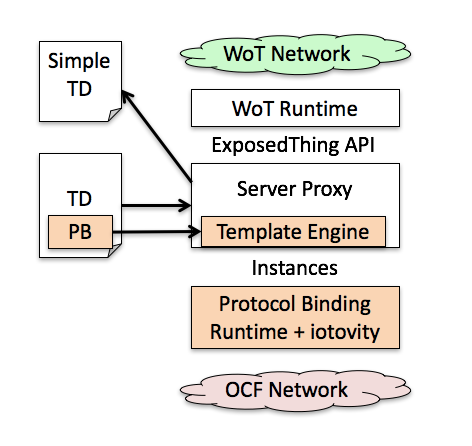 Simple
TD
WoT Network
WoT Runtime
ExposedThing API
TD
PB
Server Proxy
Template Engine
Instances
Protocol Binding
Runtime + iotovity
OCF Network